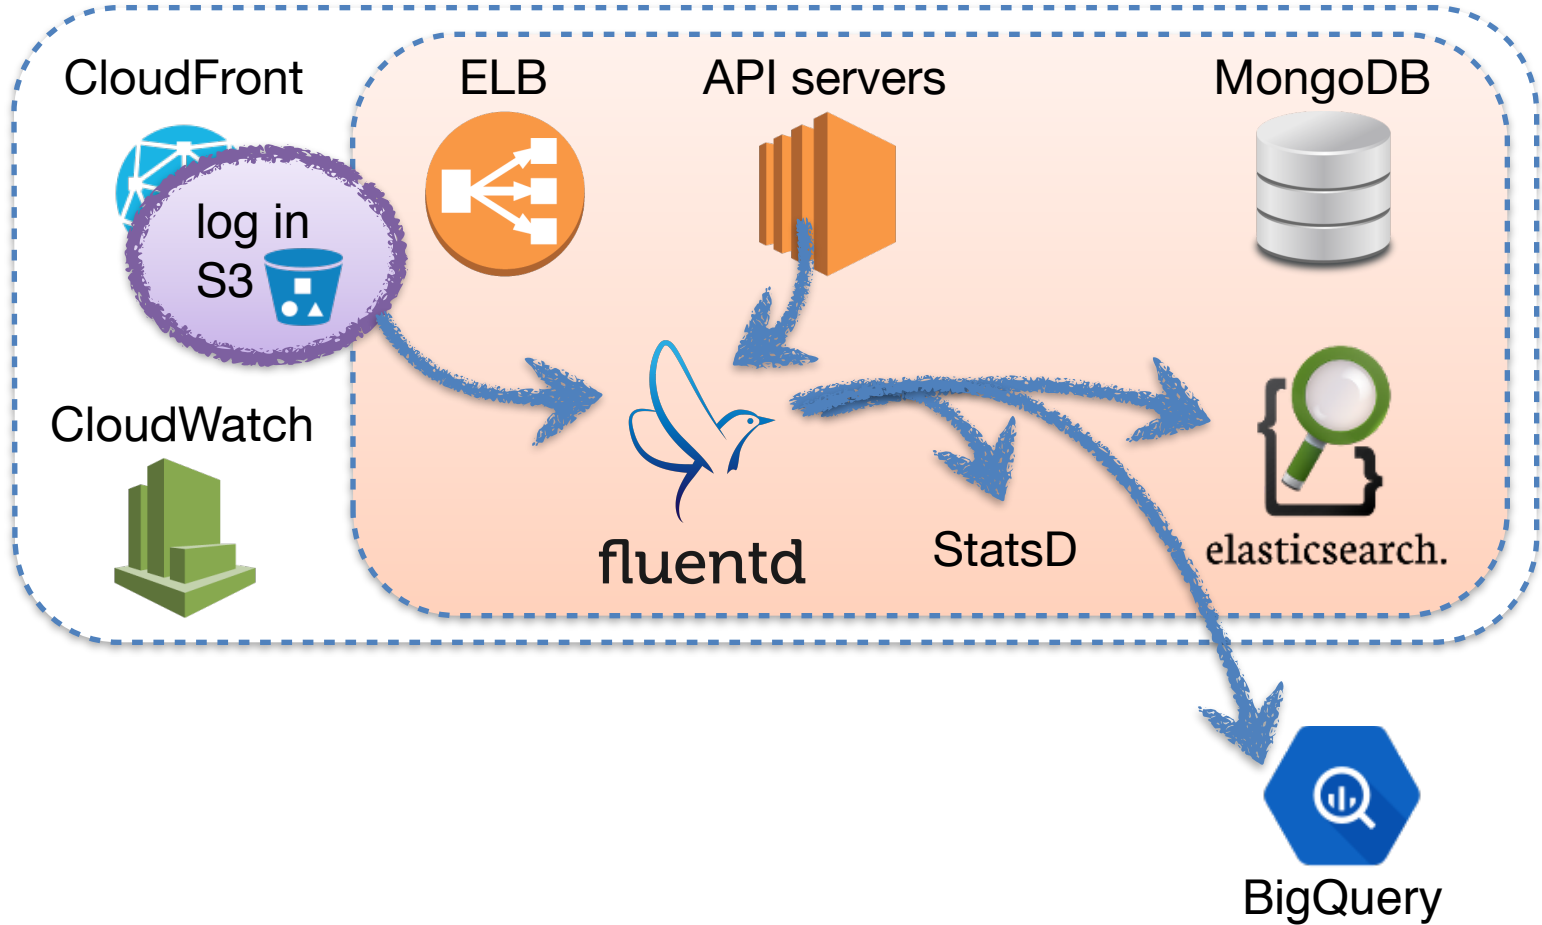 CloudFront
ELB
API servers
MongoDB
log in
S3
CloudWatch
fluentd
StatsD
elasticsearch.
BigQuery